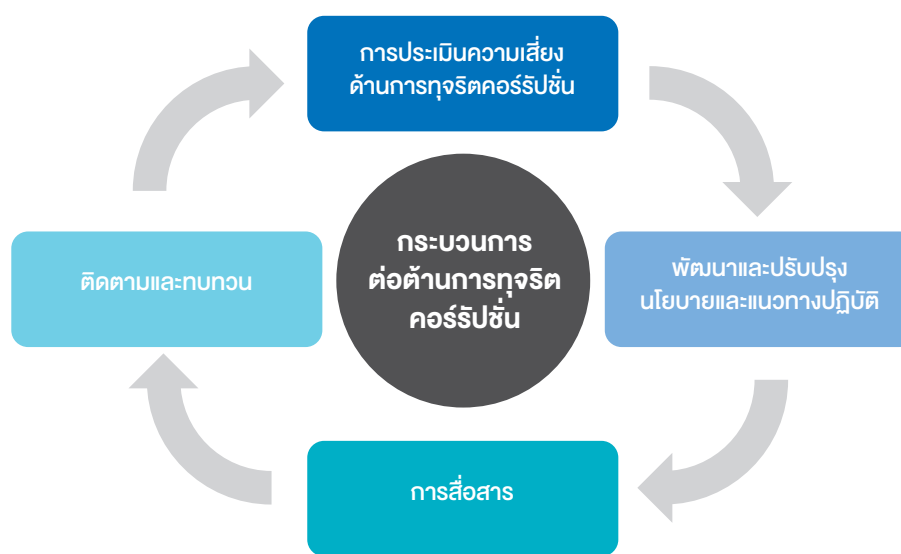 การประเมินความเสี่ยง
ด้านการทุจริตคอร์รัปชั่น
กระบวนการ
ต่อต้านการทุจริต
คอร์รัปชั่น
พัฒนาและปรับปรุง
นโยบายและแนวทางปฏิบัติ
ติดตามและทบทวน
การสื่อสาร